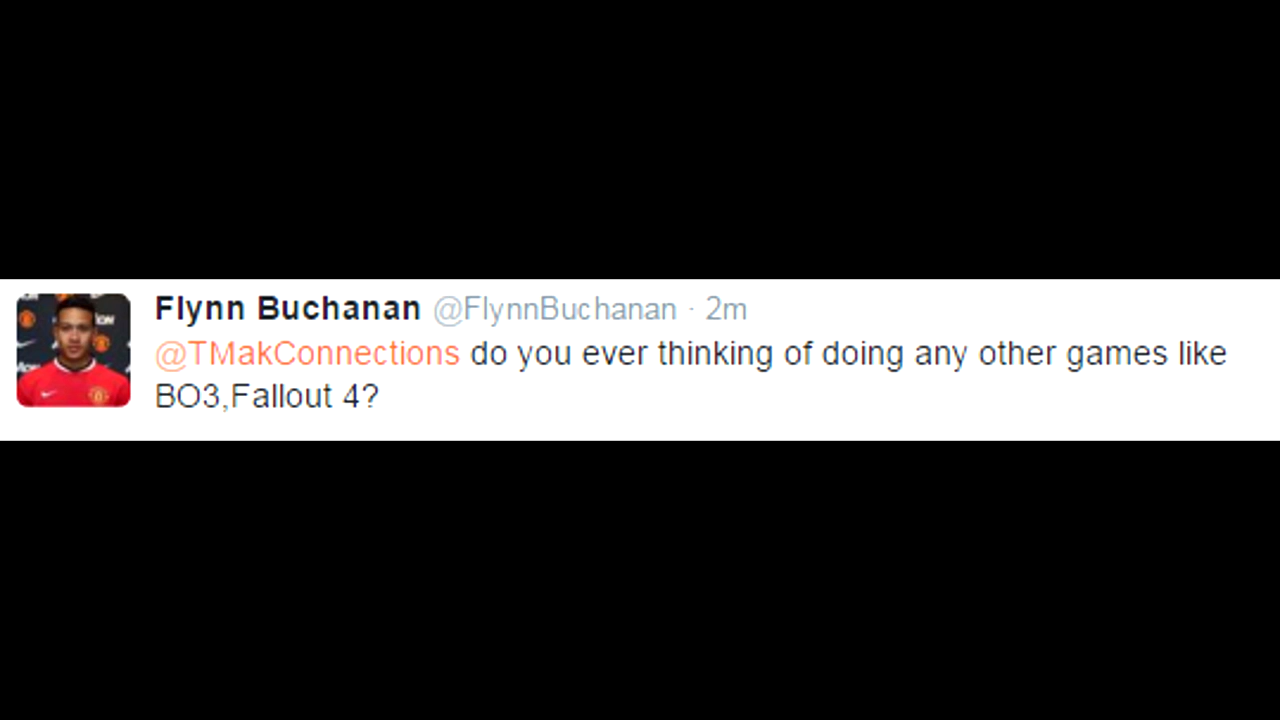 Flynn Buchanan @FlynnBuchanan · 2m
@TMakConnections do you ever thinking of doing any other games like
BO3,Fallout 4?